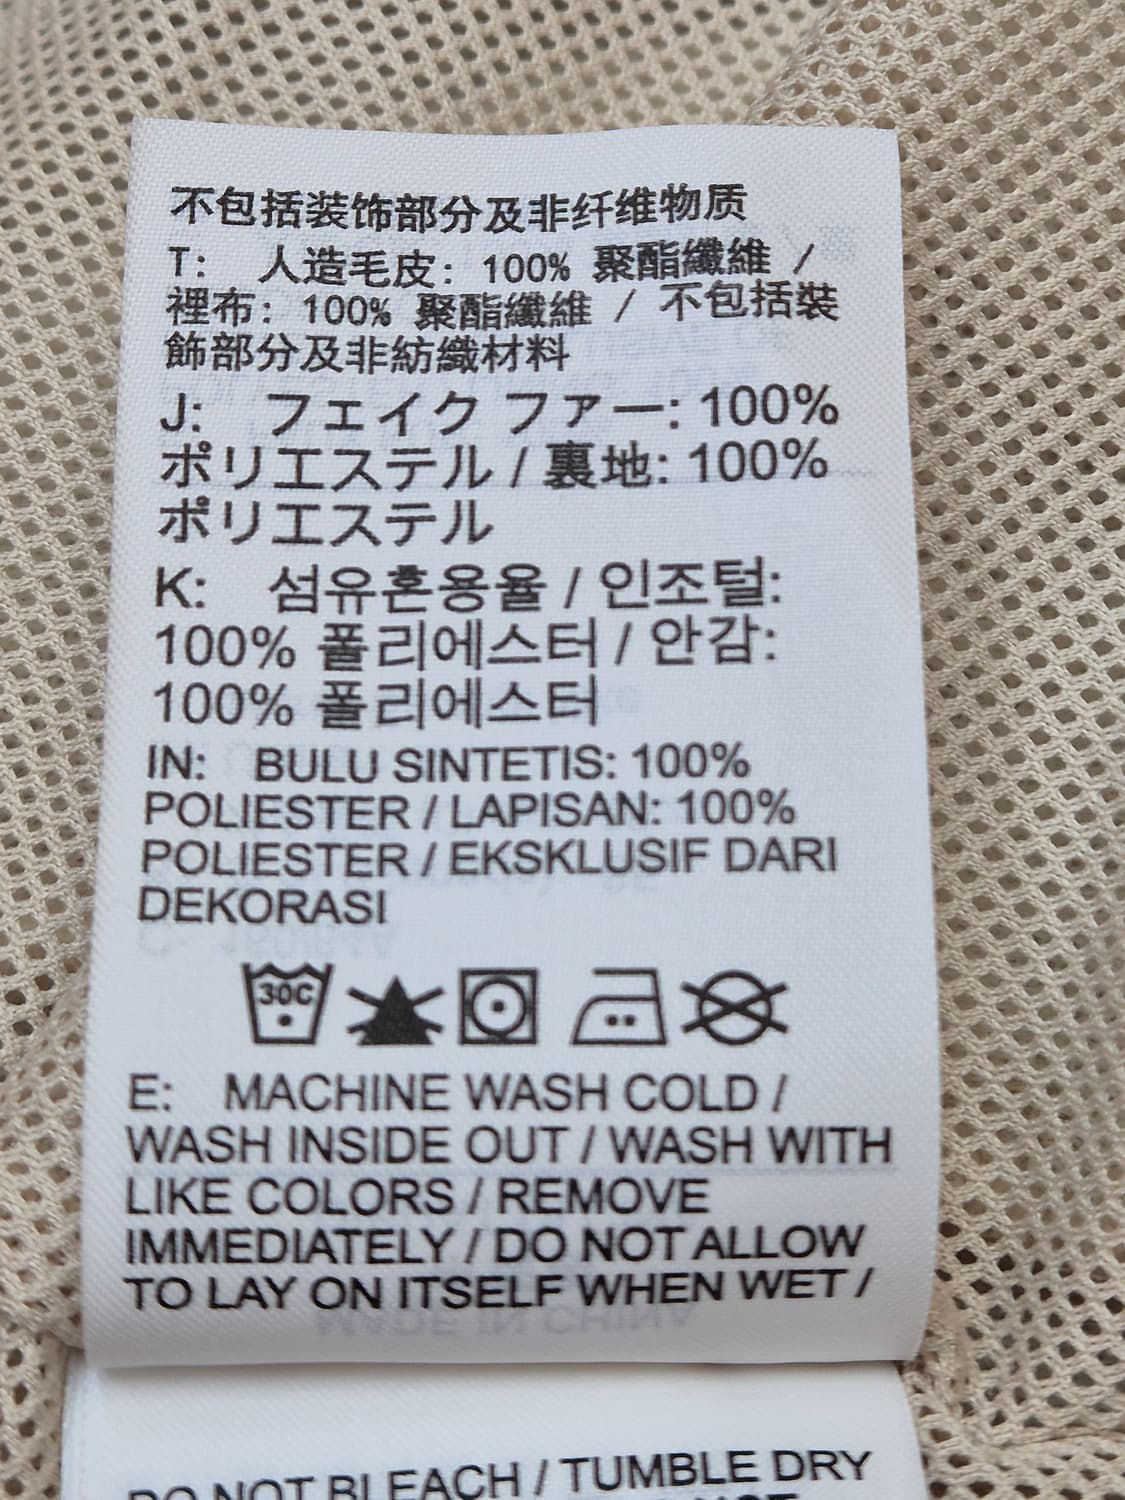 不包括装饰部分及非纤维物质
T: 人造毛皮: 100% 聚酯纖維 /
裡布: 100% 聚酯纖維 / 不包括裝
飾部分及非紡織材料
J: フェイク ファー: 100%
ポリエステル / 裏地: 100%
ポリエステル
K: 섬유혼용율 / 인조털:
100% 폴리에스터 / 안감:
100% 폴리에스터
IN: BULU SINTETIS: 100%
POLIESTER / LAPISAN: 100%
POLIESTER / EKSKLUSIF DARI
DEKORASI
30C
E: MACHINE WASH COLD /
WASH INSIDE OUT / WASH WITH
LIKE COLORS / REMOVE
IMMEDIATELY / DO NOT ALLOW
TO LAY ON ITSELF WHEN WET /
MADE IN CHINA
DO NOT BLEACH / TUMBLE DRY